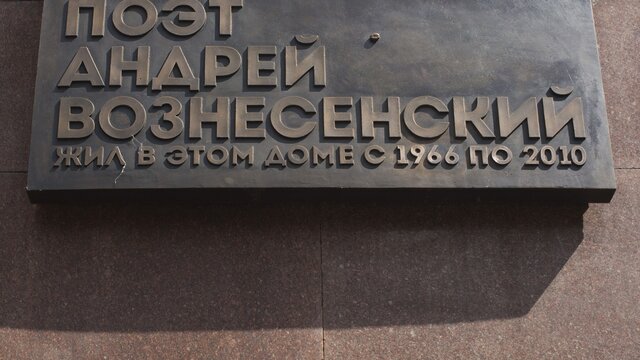 ПОЭТ
АНДРЕЙ
ВОЗНЕСЕНСКИЙ
ЖИЛ В ЭТОМ ДОМЕ С 1966 ПО 2010